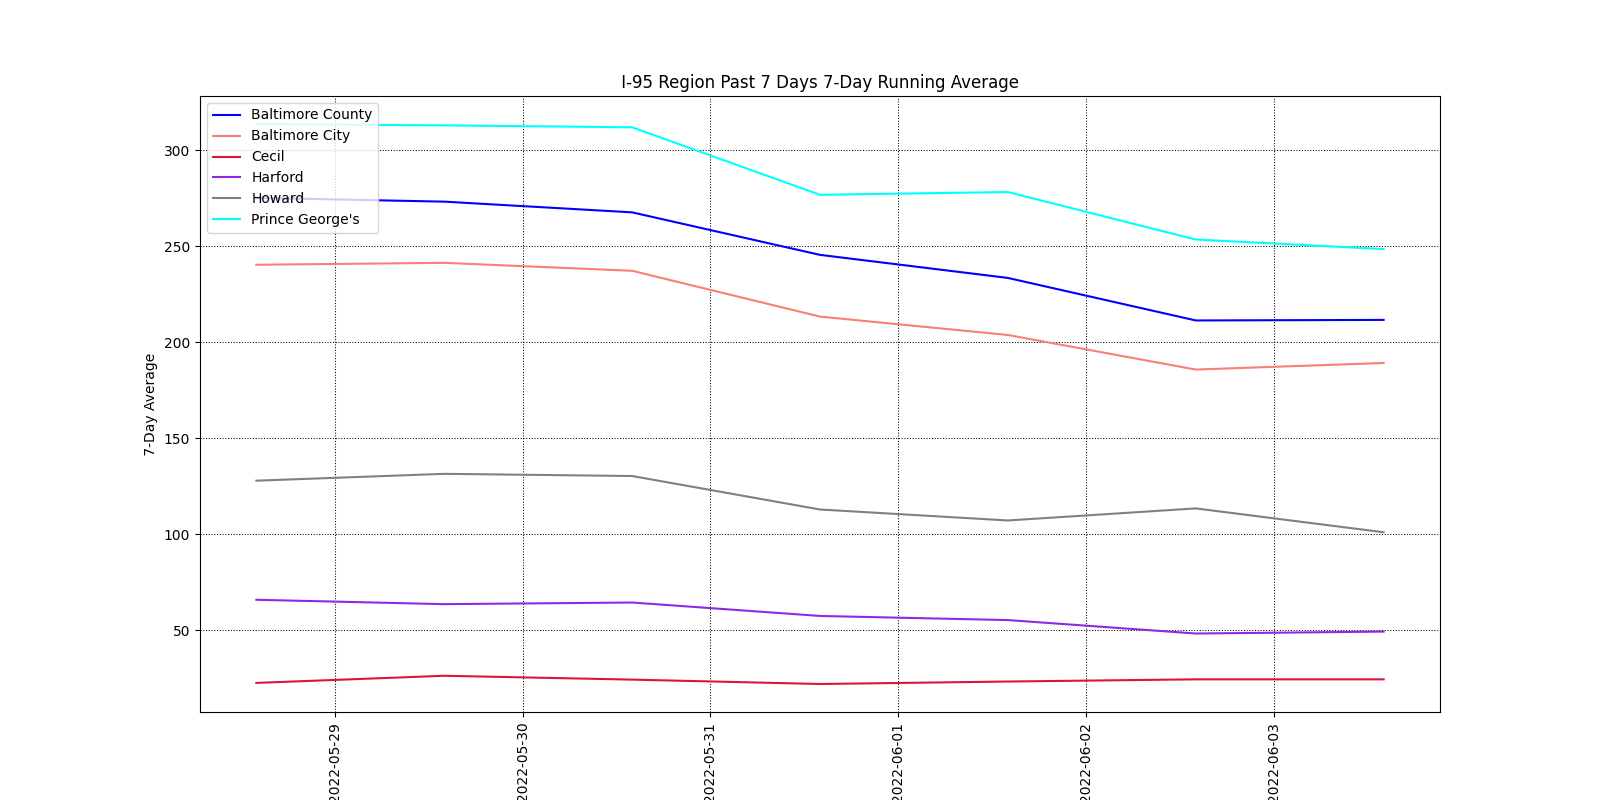 I-95 Region Past 7 Days 7-Day Running Average
Baltimore County
Baltimore City
Cecil
Harford
Howard
Prince George's
300
250
200
150
100
50
7-Day Average
2022-05-29
2022-05-30
2022-05-31
2022-06-01
2022-06-02
2022-06-03